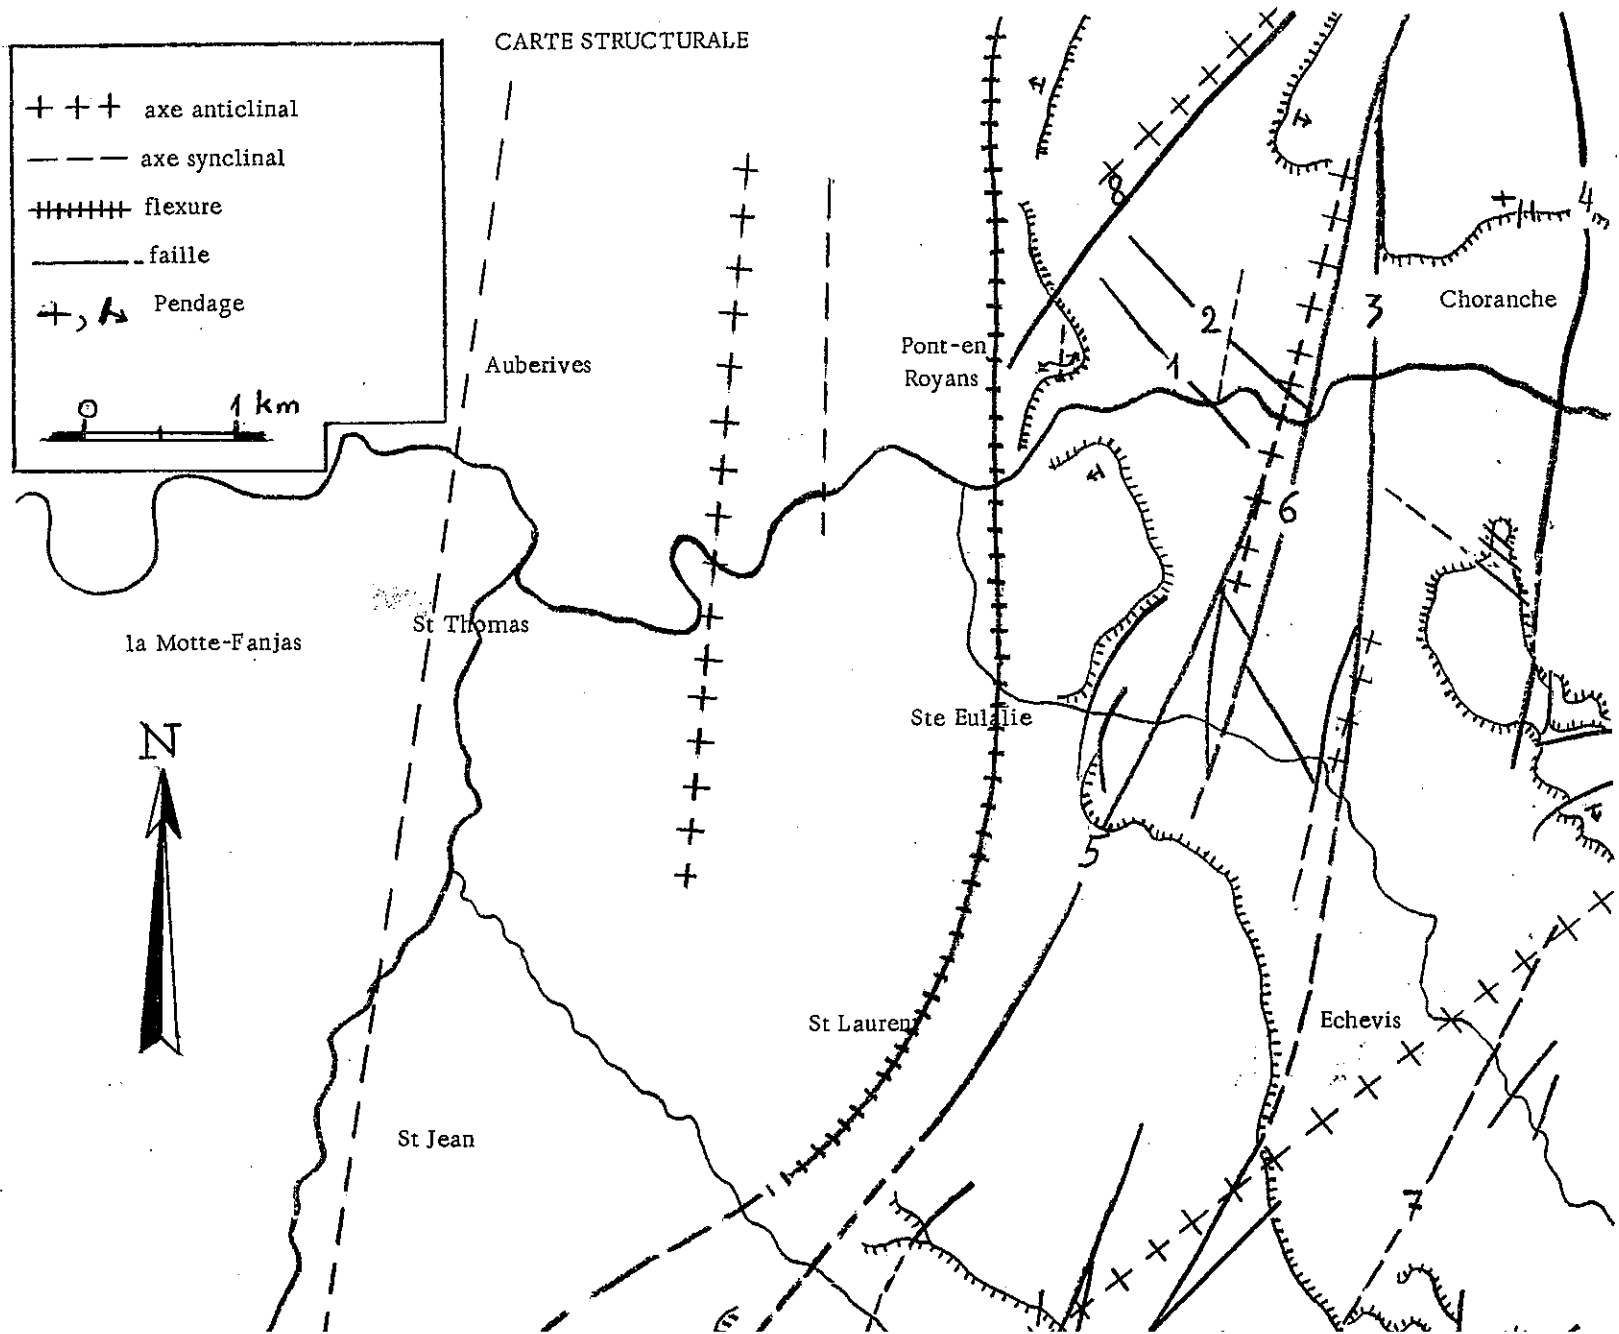 CARTE STRUCTURALE
axe anticlinal
axe synclinal
flexure
faille
Pendage
0 1 km
8
4
2
3
Choranche
Pont-en
Royans
1
Auberives
6
St Thomas
la Motte-Fanjas
Ste Eulalie
N
5
St Laurent
Echevis
St Jean
7